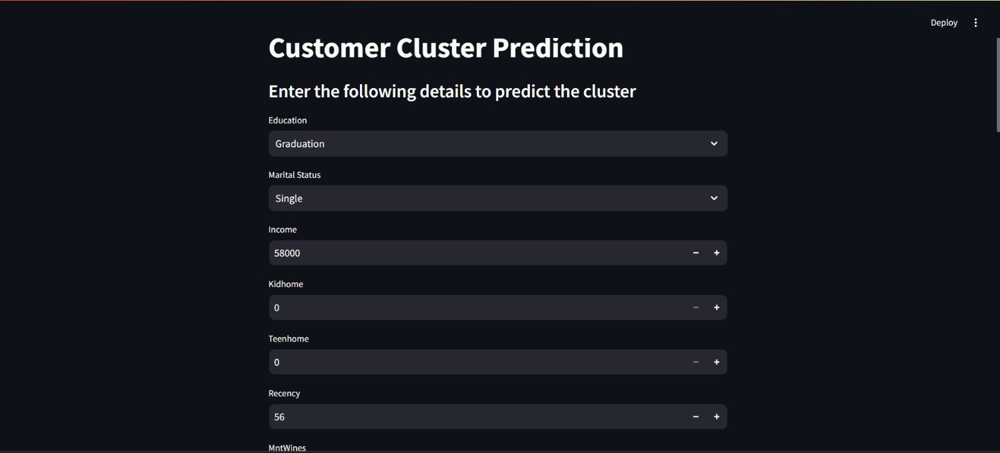 Deploy
Customer Cluster Prediction
Enter the following details to predict the cluster
Education
Graduation
Marital Status
Single
Income
58000
Kidhome
0
Teenhome
0
Recency
56
MntWines